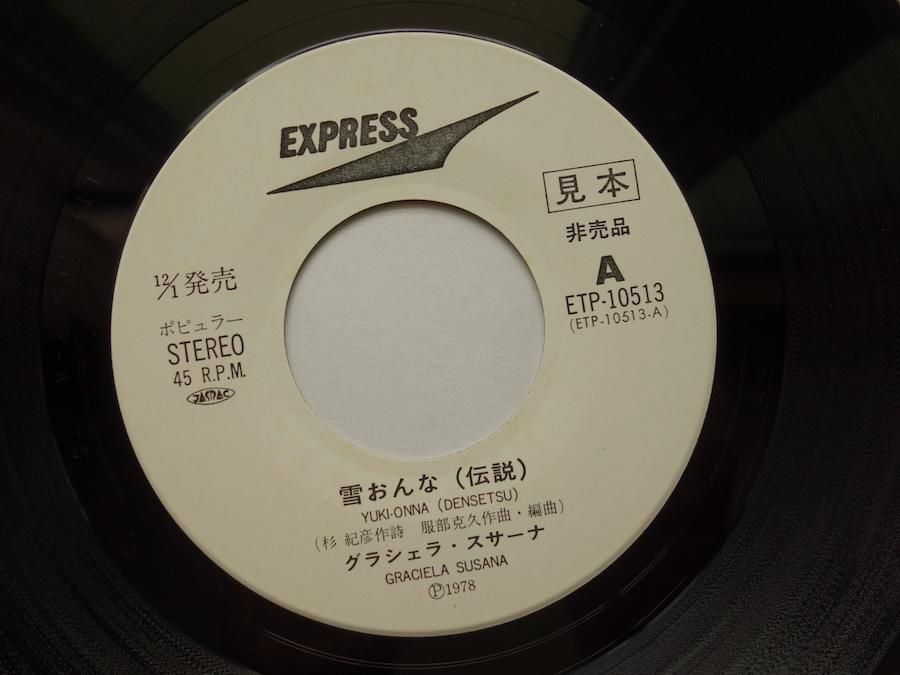 EXPRESS
見本
非売品
A
ETP-10513
(ETP-10513-A)
12/1発売
ポピュラー
STEREO
45 R.P.M.
JASRAC
雪おんな (伝説)
YUKI-ONNA (DENSETSU)
(杉 紀彦作詩 服部克久作曲・編曲)
グラシェラ・スサーナ
GRACIELA SUSANA
Ⓟ1978